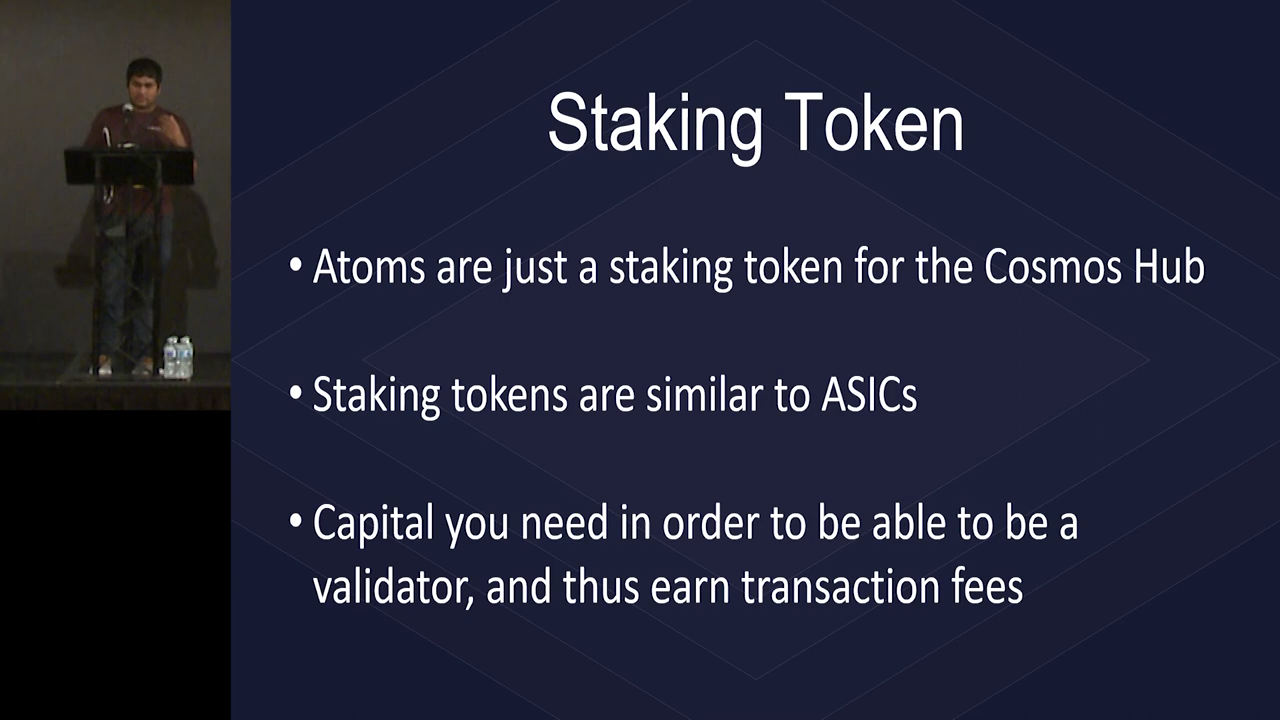 Staking Token
• Atoms are just a staking token for the Cosmos Hub
• Staking tokens are similar to ASICs
• Capital you need in order to be able to be a
validator, and thus earn transaction fees